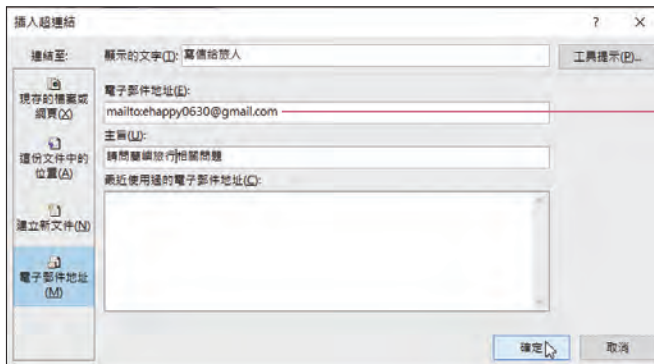 插入超連結
? ×
連結至:
顯示的文字(T): 寫信給旅人
工具提示(P)...
現存的檔案或
網頁(X)
這份文件中的
位置(A)
建立新文件(N)
電子郵件地址
(M)
電子郵件地址(E):
mailto:ehappy0630@gmail.com
主旨(U):
請問蘭嶼旅行相關問題
最近使用過的電子郵件地址(C):
確定
取消